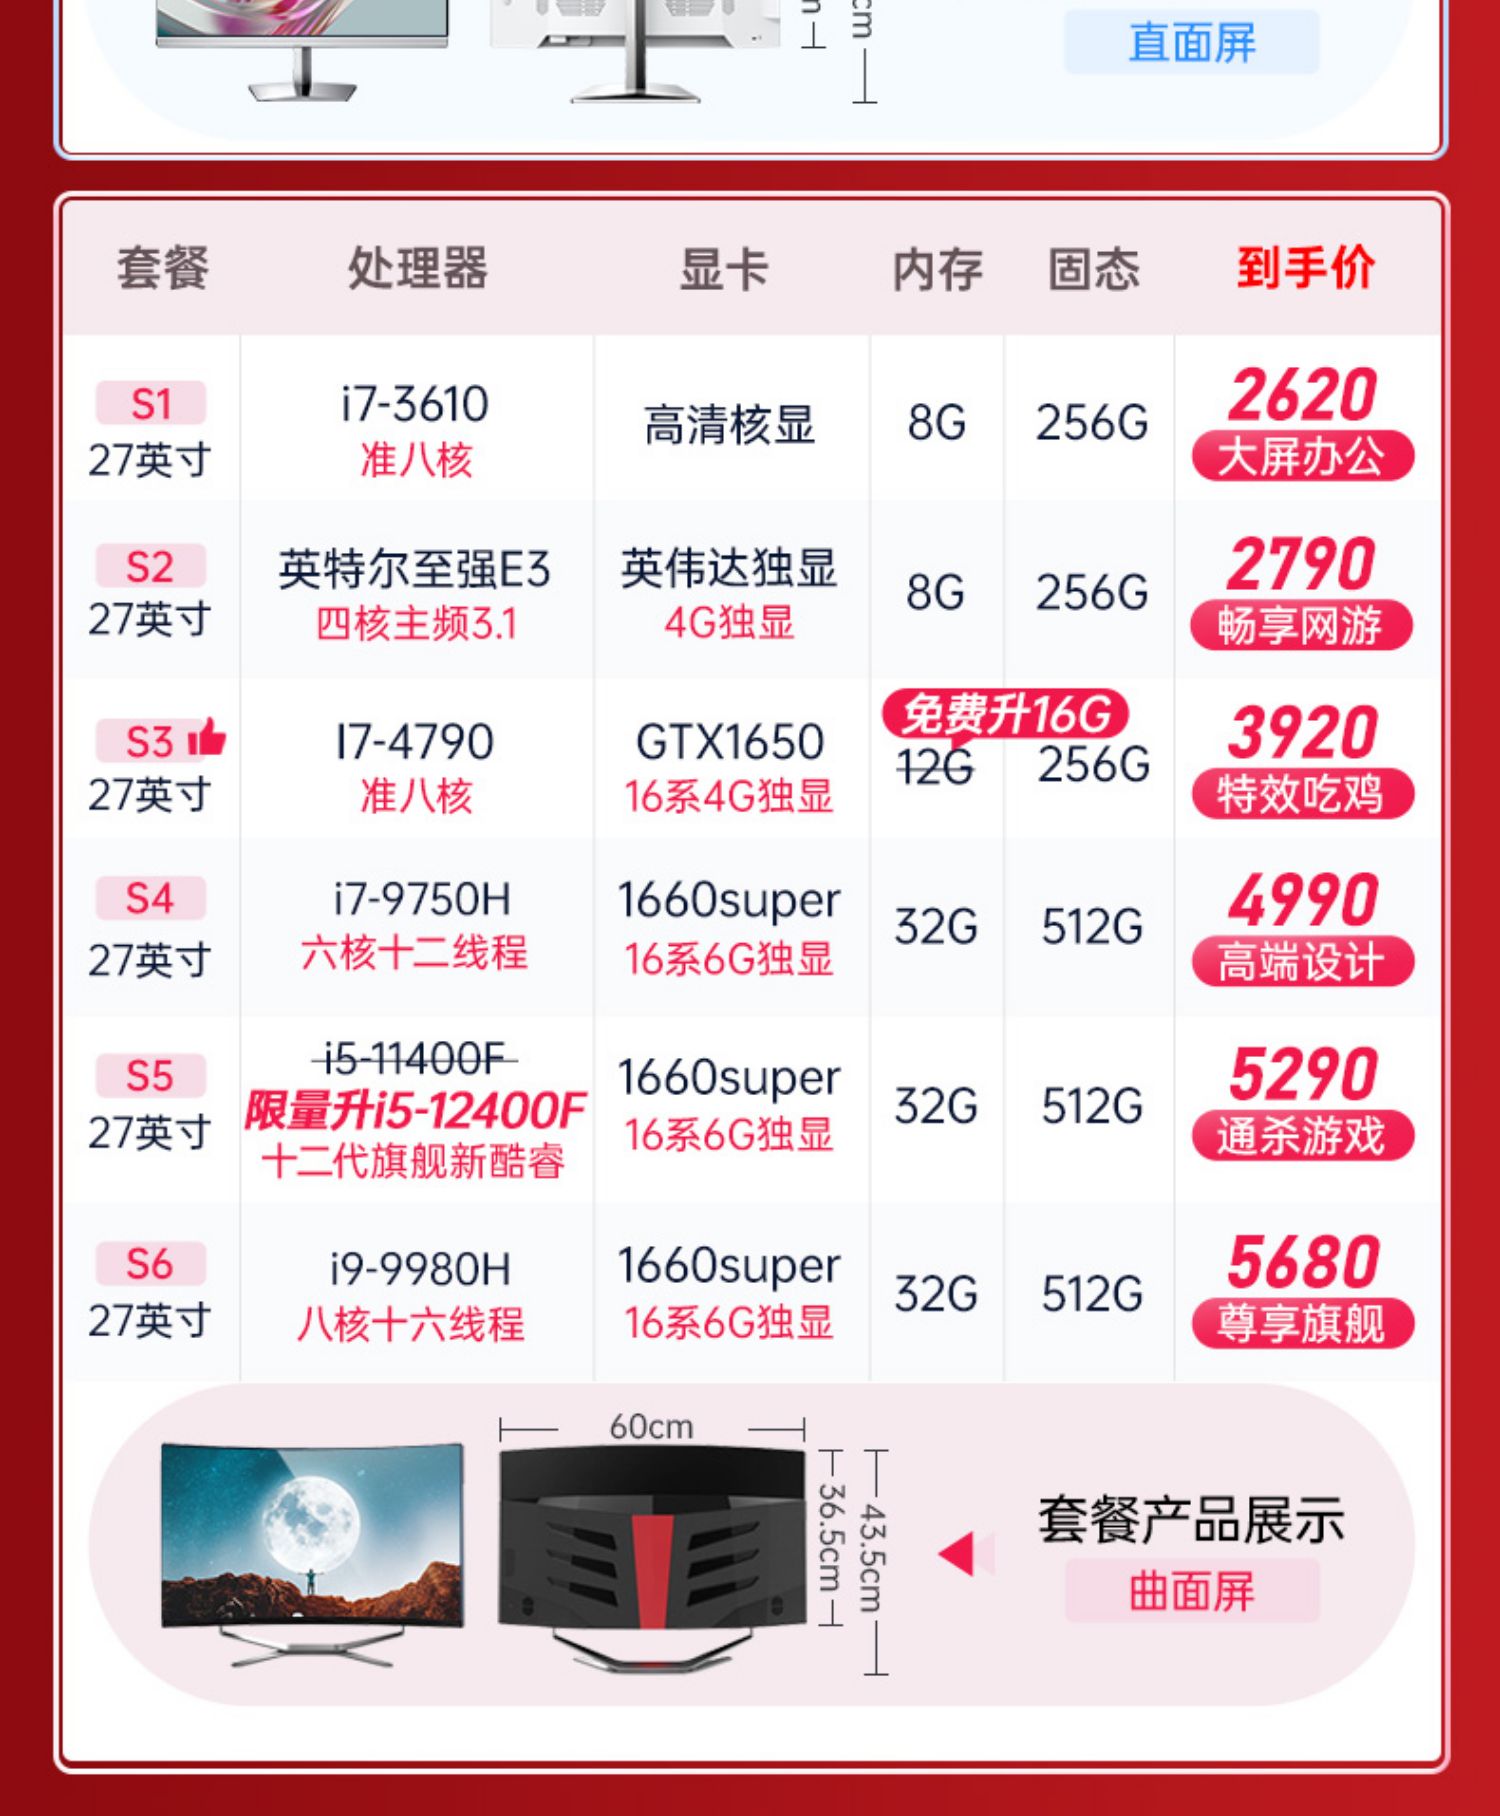 cm
直面屏
套餐 处理器 显卡 内存 固态 到手价
S1 i7-3610 高清核显 8G 256G 2620
27英寸 准八核 大屏办公
S2 英特尔至强E3 英伟达独显 8G 256G 2790
27英寸 四核主频3.1 4G独显 畅享网游
免费升16G
S3 I7-4790 GTX1650 12G 256G 3920
27英寸 准八核 16系4G独显 特效吃鸡
S4 i7-9750H 1660super 32G 512G 4990
27英寸 六核十二线程 16系6G独显 高端设计
S5 i5-11400F 1660super 32G 512G 5290
限量升i5-12400F
27英寸 十二代旗舰新酷睿 16系6G独显 通杀游戏
S6 i9-9980H 1660super 32G 512G 5680
27英寸 八核十六线程 16系6G独显 尊享旗舰
60cm
36.5cm
43.5cm
套餐产品展示
曲面屏